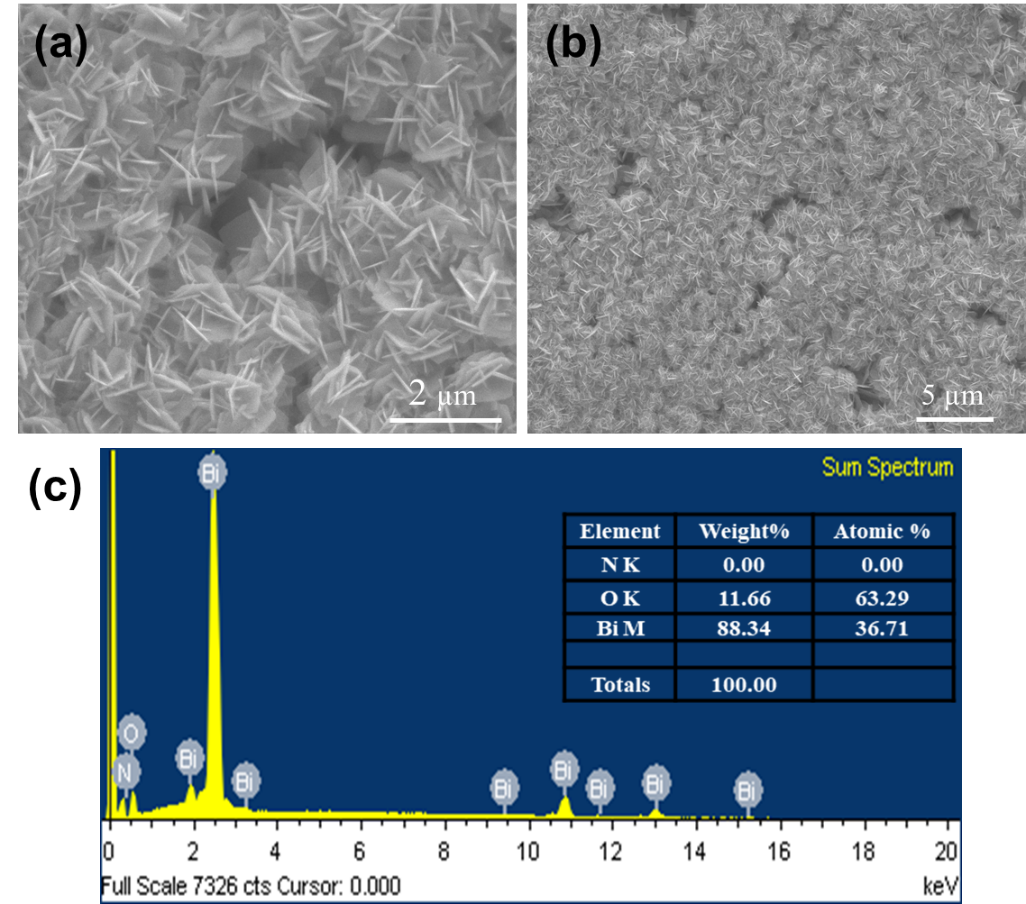 (a)
(b)
2 µm
5 µm
(c)
Sum Spectrum
Element Weight% Atomic %
N K 0.00 0.00
O K 11.66 63.29
Bi M 88.34 36.71
Totals 100.00
Bi
O
N
Bi
Bi
Bi
Bi
Bi
Bi
Bi
0 2 4 6 8 10 12 14 16 18 20
Full Scale 7326 cts Cursor: 0.000 keV